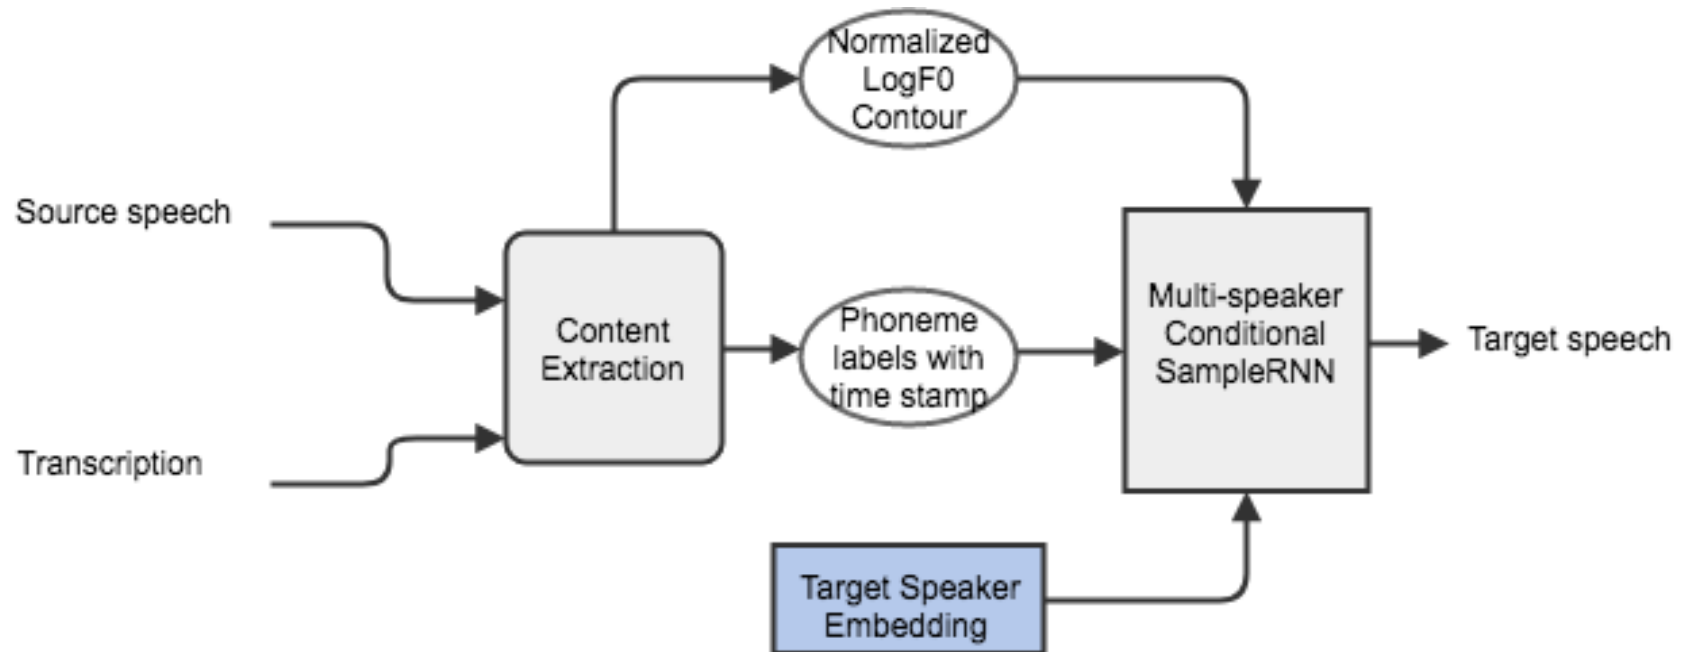 Normalized
LogF0
Contour
Source speech
Content
Extraction
Phoneme
labels with
time stamp
Multi-speaker
Conditional
SampleRNN
Target speech
Transcription
Target Speaker
Embedding